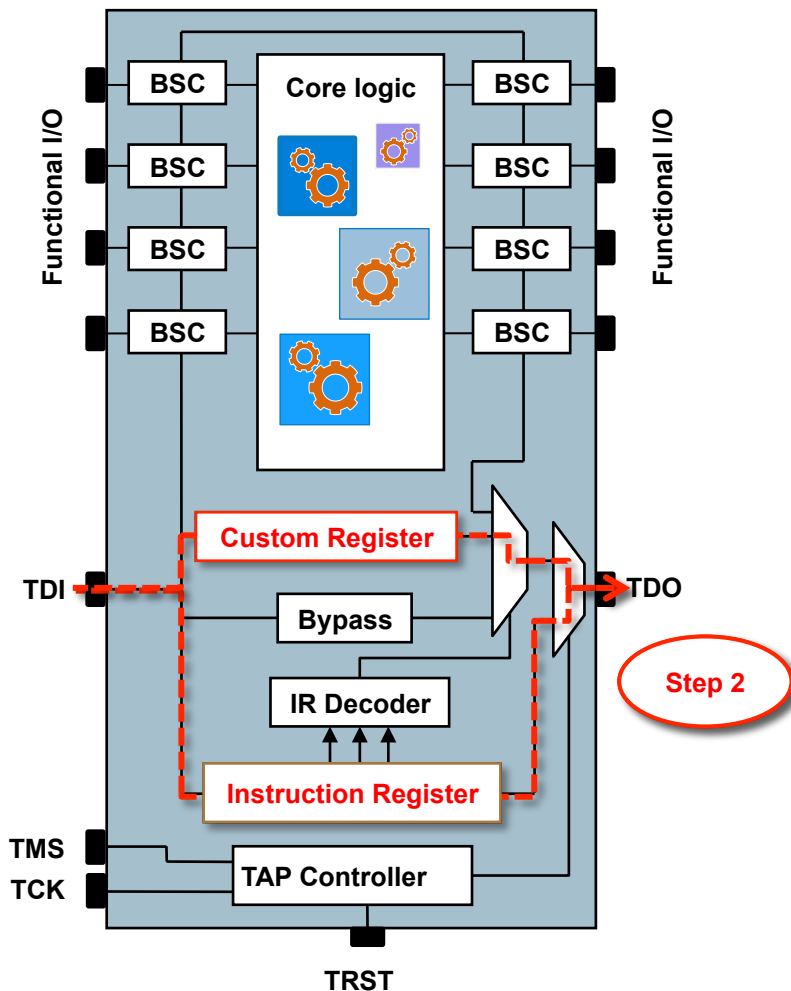 BSC
BSC
Core logic
Functional I/O
Functional I/O
BSC
BSC
BSC
BSC
BSC
BSC
Custom Register
TDI
TDO
Bypass
Step 2
IR Decoder
Instruction Register
TMS
TAP Controller
TCK
TRST